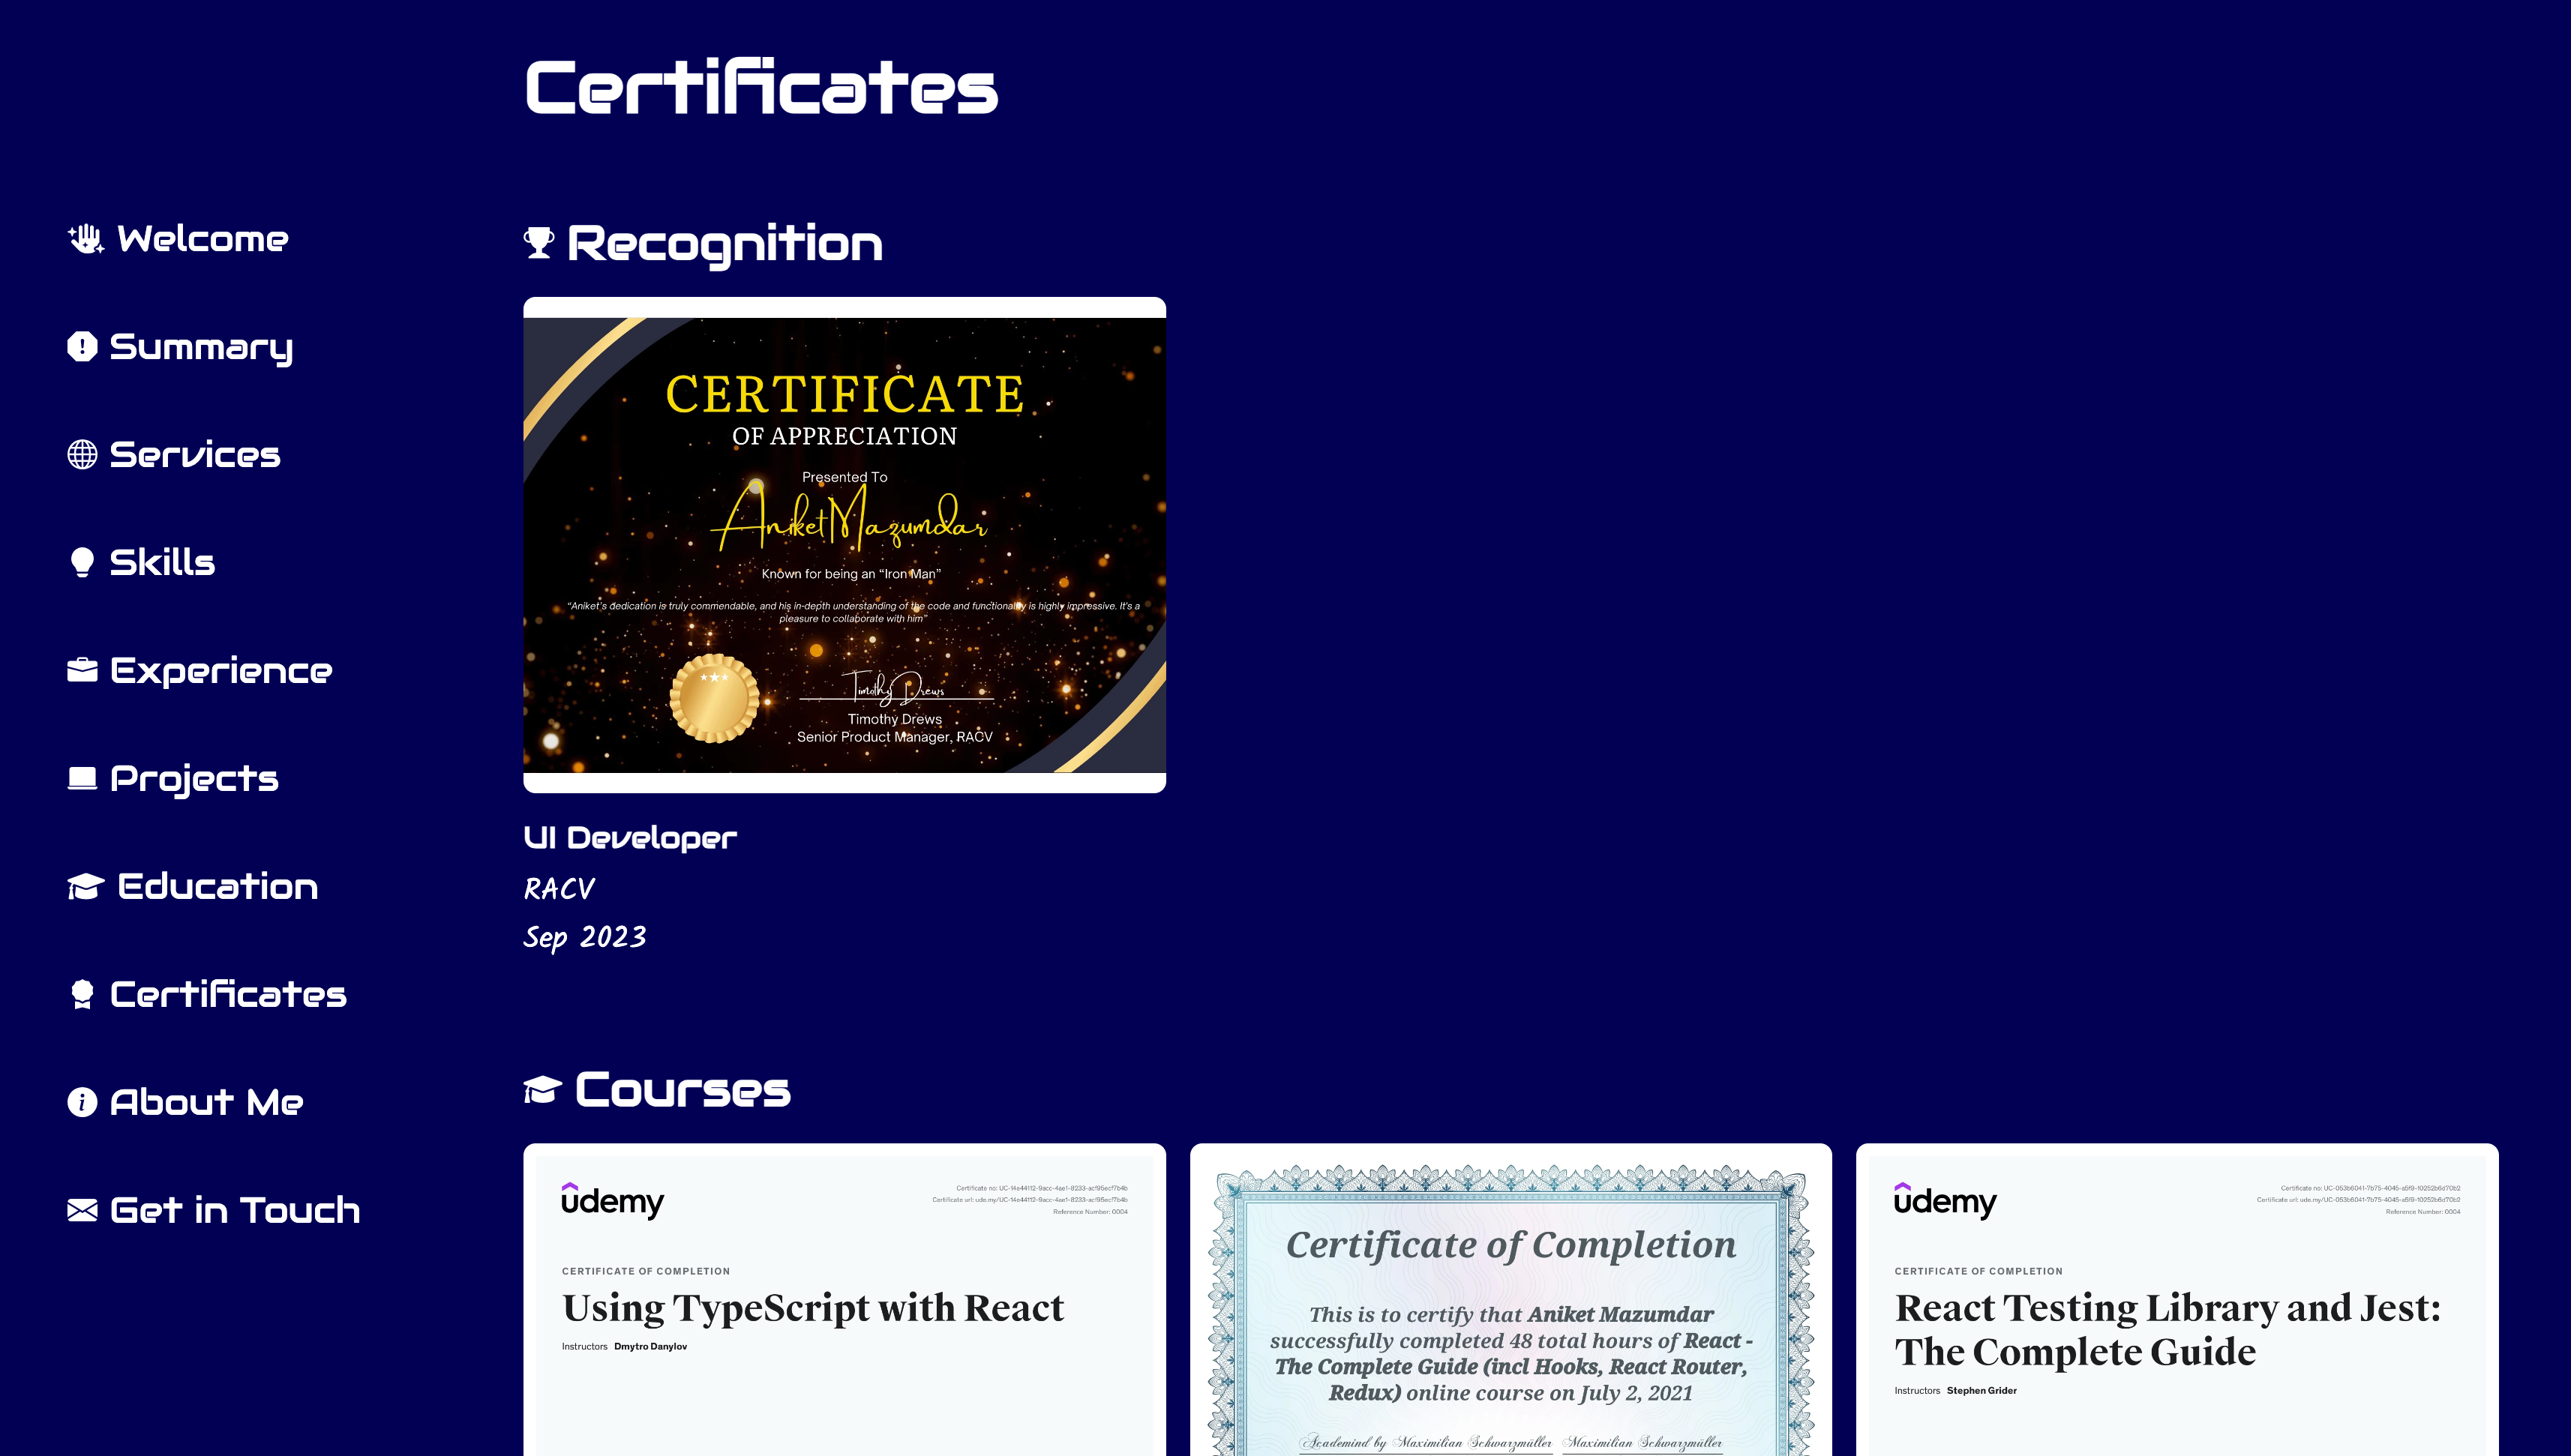 Certificates
Welcome
Summary
Services
Skills
Experience
Projects
Education
Certificates
About Me
Get in Touch
Recognition
CERTIFICATE
OF APPRECIATION
Presented To
Aniket Mazumdar
Known for being an “Iron Man”
“Aniket's dedication is truly commendable, and his in-depth understanding of the code and functionality is highly impressive. It's a
pleasure to collaborate with him”
Timothy Drews
Timothy Drews
Senior Product Manager, RACV
UI Developer
RACV
Sep 2023
Courses
udemy
Certificate no: UC-14e441f2-9acc-4ae1-8233-acf95ecf7b4b
Certificate url: ude.my/UC-14e441f2-9acc-4ae1-8233-acf95ecf7b4b
Reference Number: 0004
CERTIFICATE OF COMPLETION
Using TypeScript with React
Instructors Dmytro Danylov
Certificate of Completion
This is to certify that Aniket Mazumdar
successfully completed 48 total hours of React -
The Complete Guide (incl Hooks, React Router,
Redux) online course on July 2, 2021
Academind by Maximilian Schwarzmüller Maximilian Schwarzmüller
udemy
Certificate no: UC-053b6041-7b75-4045-a5f9-10252b6d70b2
Certificate url: ude.my/UC-053b6041-7b75-4045-a5f9-10252b6d70b2
Reference Number: 0004
CERTIFICATE OF COMPLETION
React Testing Library and Jest:
The Complete Guide
Instructors Stephen Grider